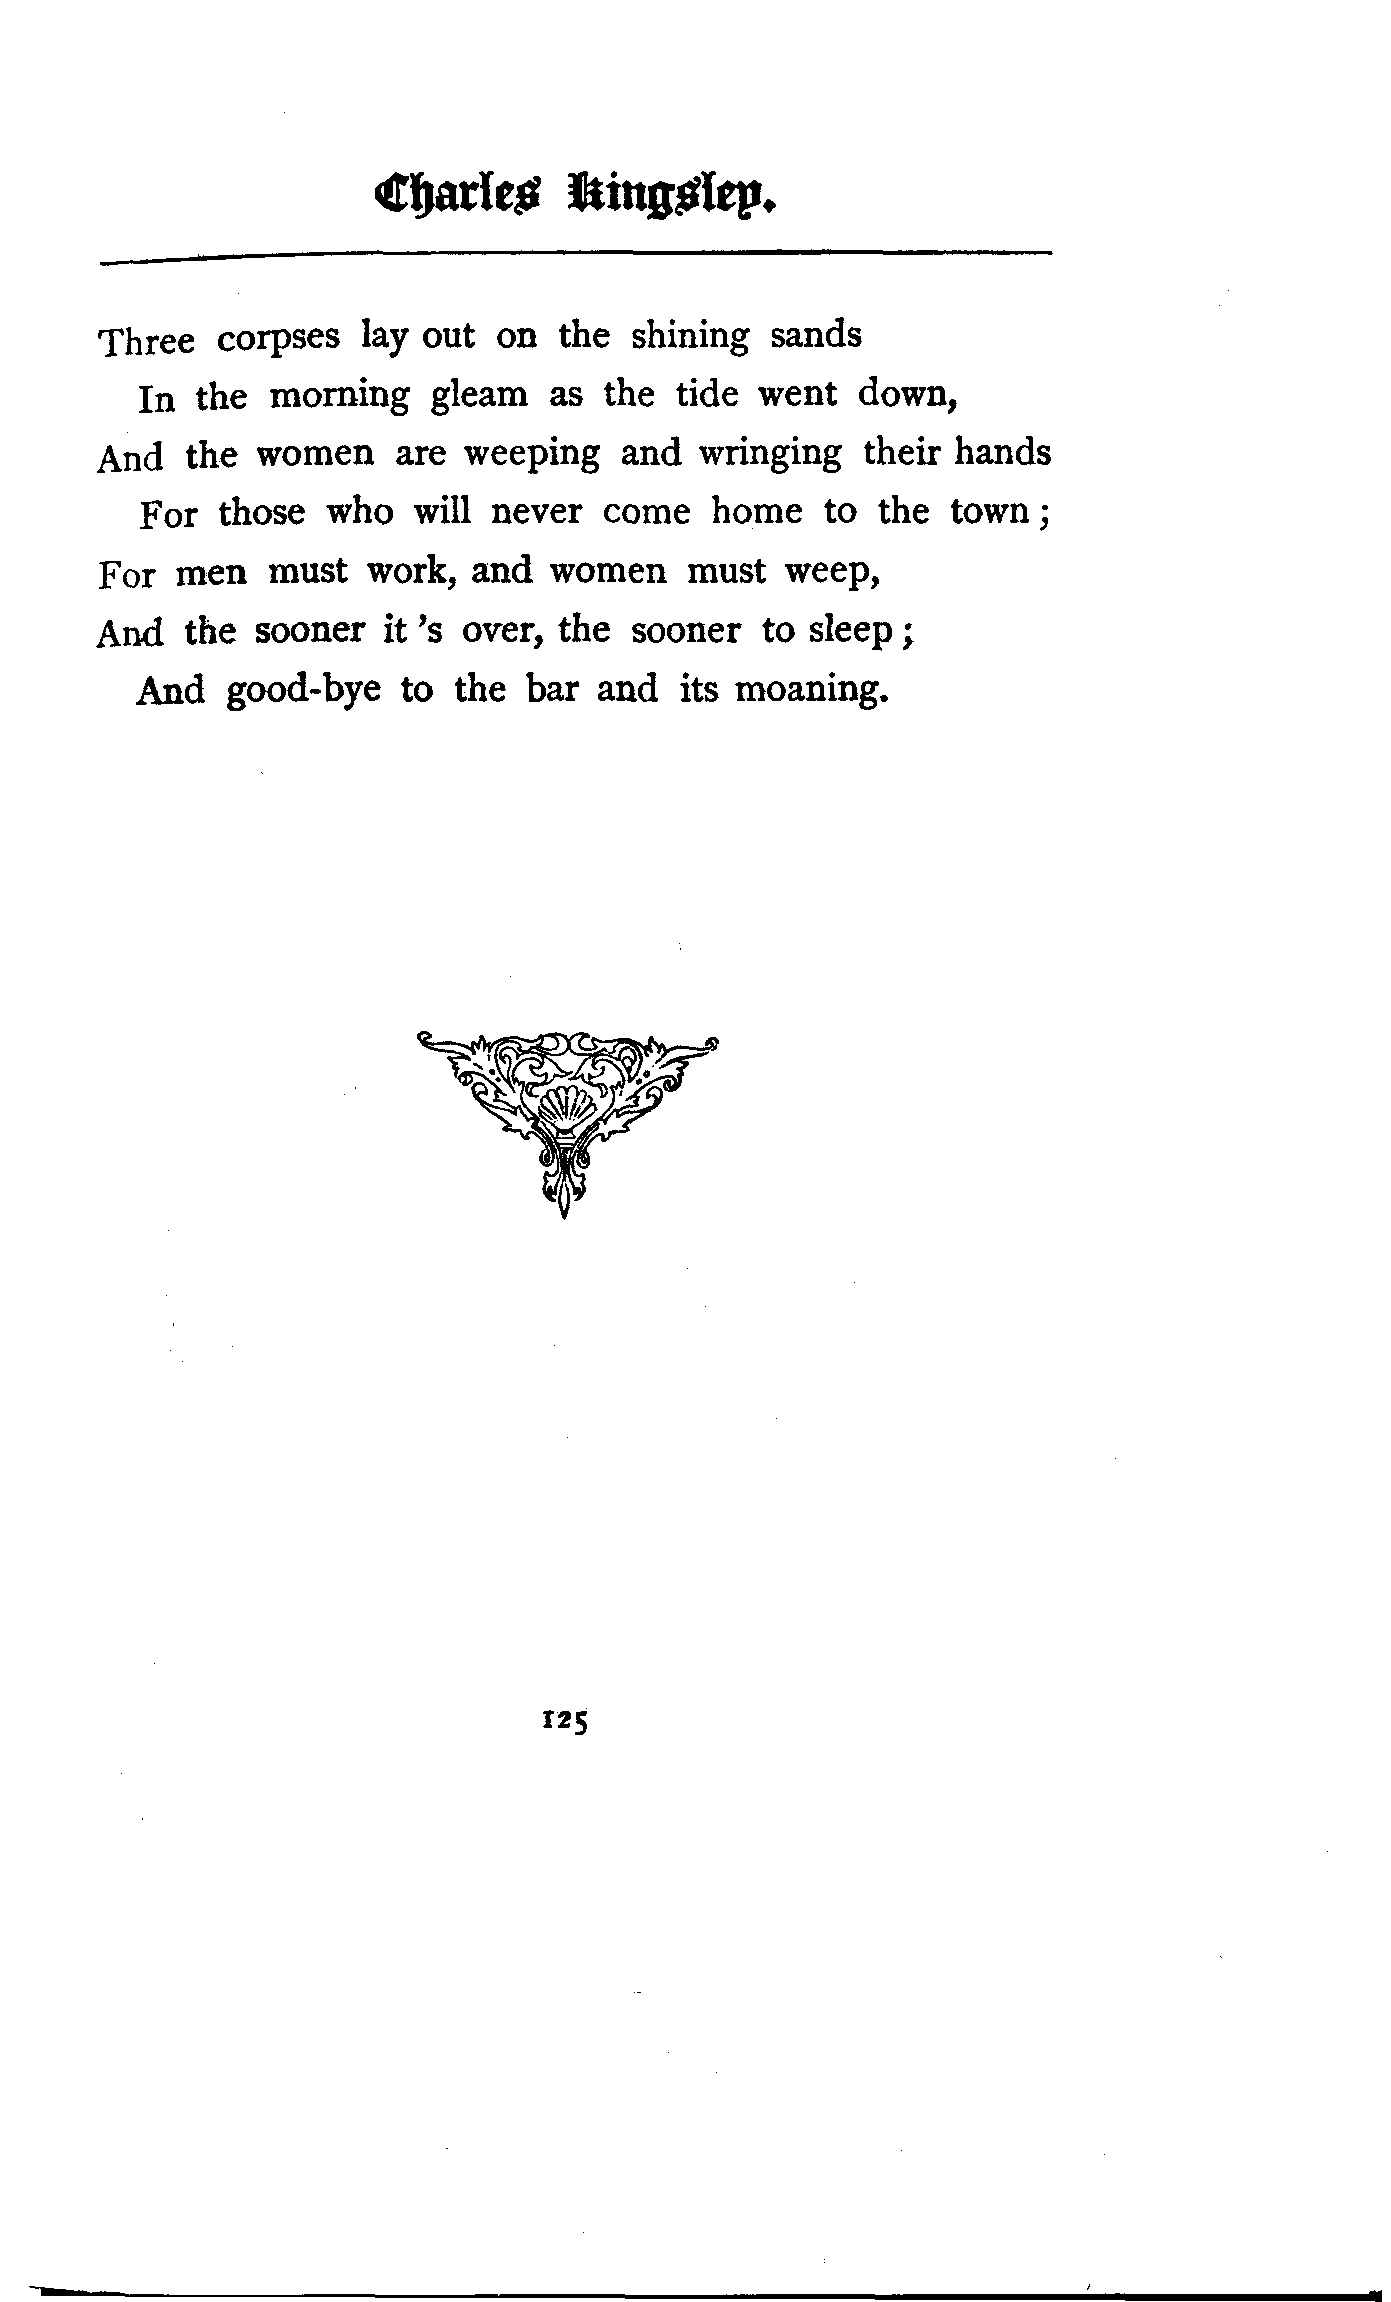 Charles Kingsley.
Three corpses lay out on the shining sands
In the morning gleam as the tide went down,
And the women are weeping and wringing their hands
For those who will never come home to the town ;
For men must work, and women must weep,
And the sooner it 's over, the sooner to sleep ;
And good-bye to the bar and its moaning.
125